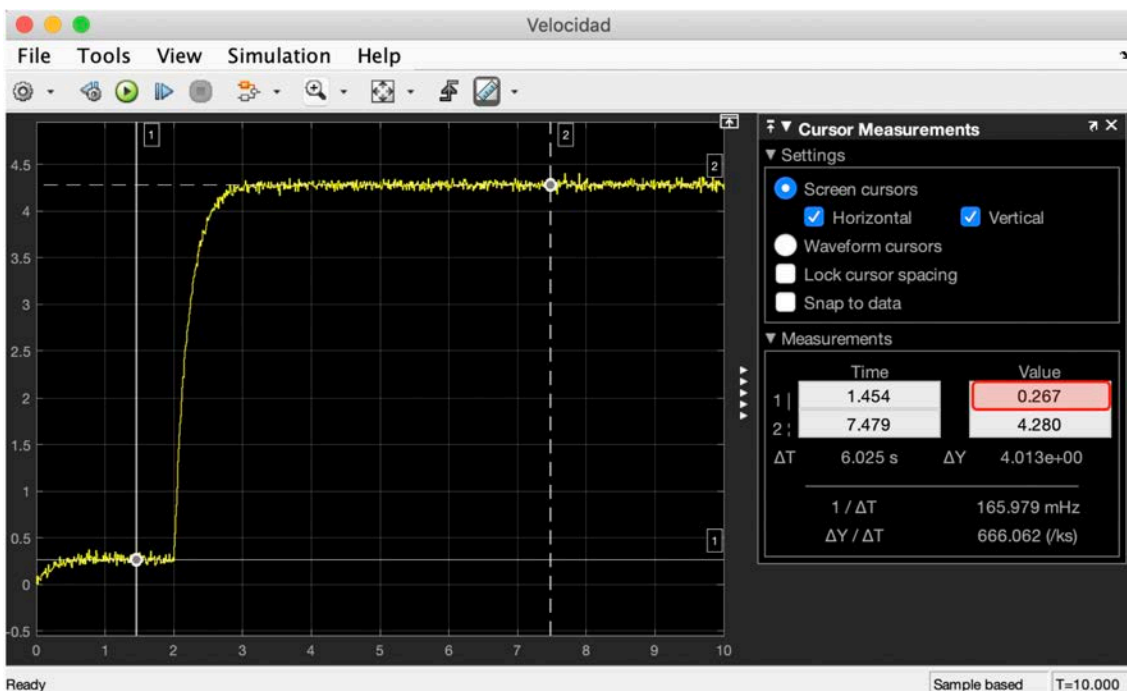 Velocidad
File Tools View Simulation Help
1
2
4.5
2
4
3.5
3
2.5
2
1.5
1
0.5
1
0
-0.5
0 1 2 3 4 5 6 7 8 9 10
Cursor Measurements
Settings
Screen cursors
Horizontal Vertical
Waveform cursors
Lock cursor spacing
Snap to data
Measurements
Time Value
1 | 1.454 0.267
2 ¦ 7.479 4.280
ΔT 6.025 s ΔY 4.013e+00
1 / ΔT 165.979 mHz
ΔY / ΔT 666.062 (/ks)
Ready Sample based T=10.000